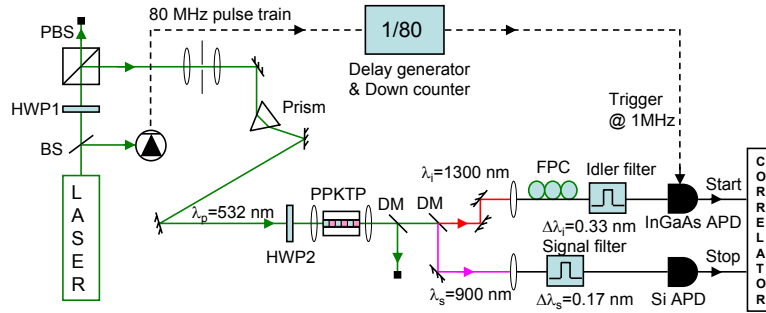 80 MHz pulse train
1/80
PBS
Delay generator
& Down counter
HWP1
Prism
Trigger
@ 1MHz
BS
LASER
λp=532 nm
HWP2
PPKTP
DM
DM
λi=1300 nm
FPC
Idler filter
Δλi=0.33 nm
InGaAs APD
Start
λs=900 nm
Signal filter
Δλs=0.17 nm
Si APD
Stop
CORRELATOR